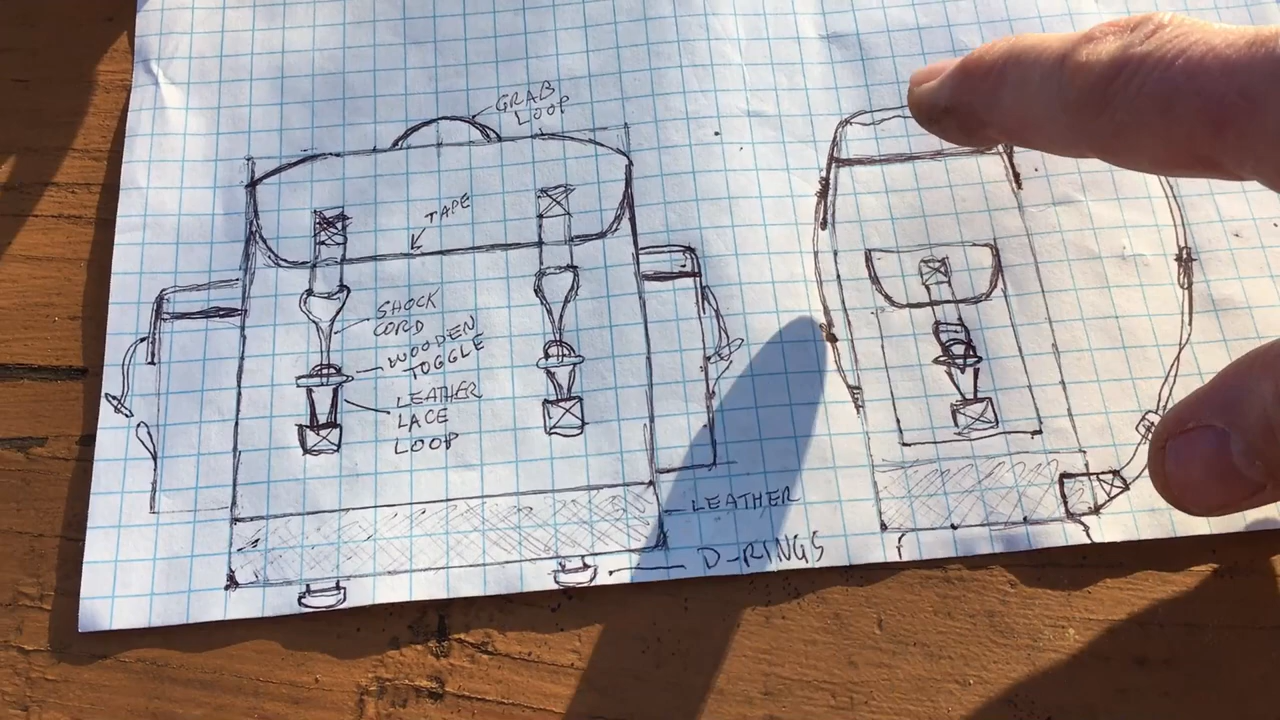 GRAB
LOOP
TAPE
SHOCK
CORD
WOODEN
TOGGLE
LEATHER
LACE
LOOP
LEATHER
D-RINGS